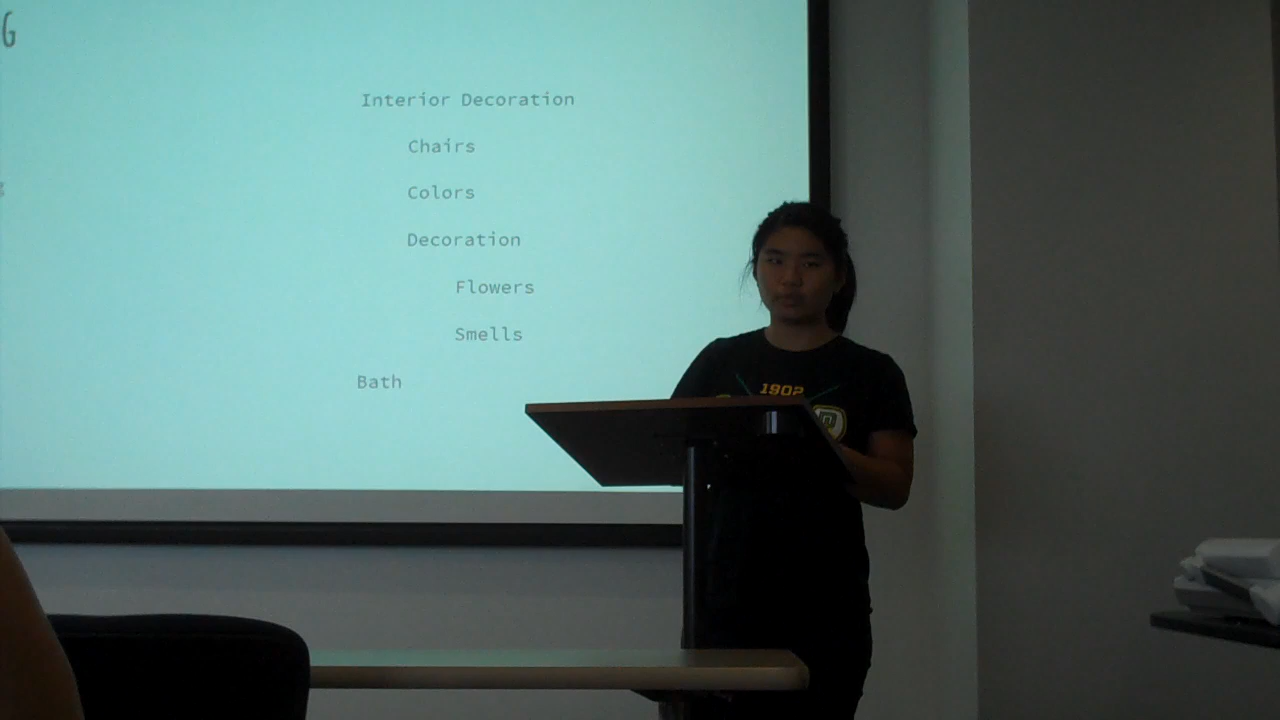 G
Interior Decoration
Chairs
Colors
g
Decoration
Flowers
Smells
Bath
1902